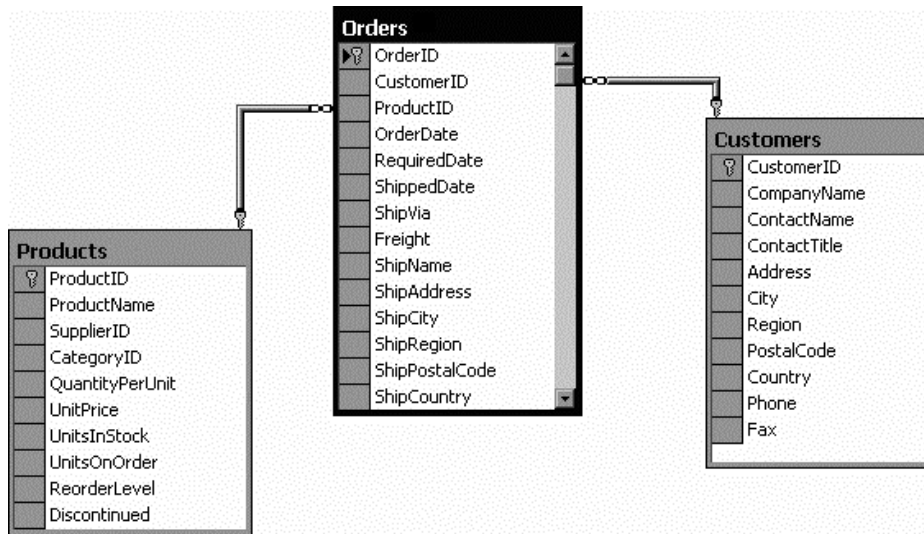 Orders
OrderID
CustomerID
ProductID
OrderDate
RequiredDate
ShippedDate
ShipVia
Freight
ShipName
ShipAddress
ShipCity
ShipRegion
ShipPostalCode
ShipCountry
Products
ProductID
ProductName
SupplierID
CategoryID
QuantityPerUnit
UnitPrice
UnitsInStock
UnitsOnOrder
ReorderLevel
Discontinued
Customers
CustomerID
CompanyName
ContactName
ContactTitle
Address
City
Region
PostalCode
Country
Phone
Fax